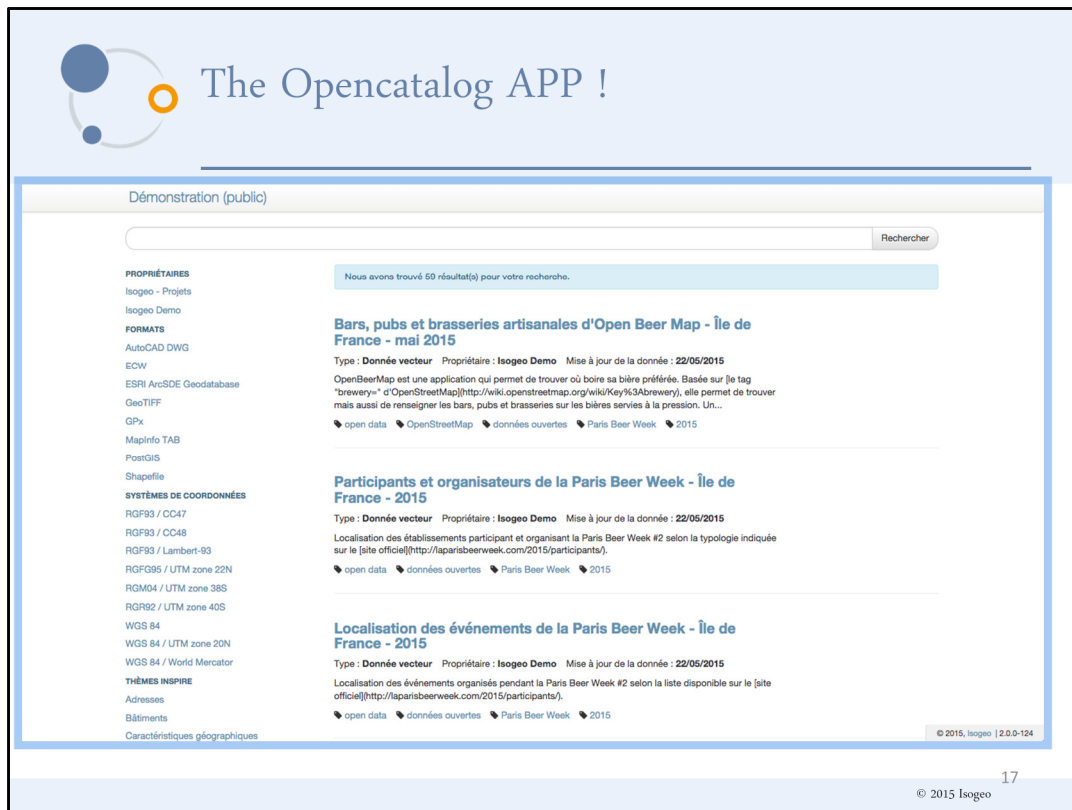 The Opencatalog APP !
Démonstration (public)
Rechercher
PROPRIÉTAIRES
Isogeo - Projets
Isogeo Demo
FORMATS
AutoCAD DWG
ECW
ESRI ArcSDE Geodatabase
GeoTIFF
GPx
MapInfo TAB
PostGIS
Shapefile
SYSTÈMES DE COORDONNÉES
RGF93 / CC47
RGF93 / CC48
RGF93 / Lambert-93
RGFG95 / UTM zone 22N
RGM04 / UTM zone 38S
RGR92 / UTM zone 40S
WGS 84
WGS 84 / UTM zone 20N
WGS 84 / World Mercator
THÈMES INSPIRE
Adresses
Bâtiments
Caractéristiques géographiques
Nous avons trouvé 59 résultat(s) pour votre recherche.
Bars, pubs et brasseries artisanales d'Open Beer Map - Île de
France - mai 2015
Type : Donnée vecteur Propriétaire : Isogeo Demo Mise à jour de la donnée : 22/05/2015
OpenBeerMap est une application qui permet de trouver où boire sa bière préférée. Basée sur [le tag
"brewery=" d'OpenStreetMap](http://wiki.openstreetmap.org/wiki/Key%3Abrewery), elle permet de trouver
mais aussi de renseigner les bars, pubs et brasseries sur les bières servies à la pression. Un...
open data OpenStreetMap données ouvertes Paris Beer Week 2015
Participants et organisateurs de la Paris Beer Week - Île de
France - 2015
Type : Donnée vecteur Propriétaire : Isogeo Demo Mise à jour de la donnée : 22/05/2015
Localisation des établissements participant et organisant la Paris Beer Week #2 selon la typologie indiquée
sur le [site officiel](http://laparisbeerweek.com/2015/participants/).
open data données ouvertes Paris Beer Week 2015
Localisation des événements de la Paris Beer Week - Île de
France - 2015
Type : Donnée vecteur Propriétaire : Isogeo Demo Mise à jour de la donnée : 22/05/2015
Localisation des événements organisés pendant la Paris Beer Week #2 selon la liste disponible sur le [site
officiel](http://laparisbeerweek.com/2015/participants/).
open data données ouvertes Paris Beer Week 2015
© 2015, Isogeo | 2.0.0-124
17
© 2015 Isogeo